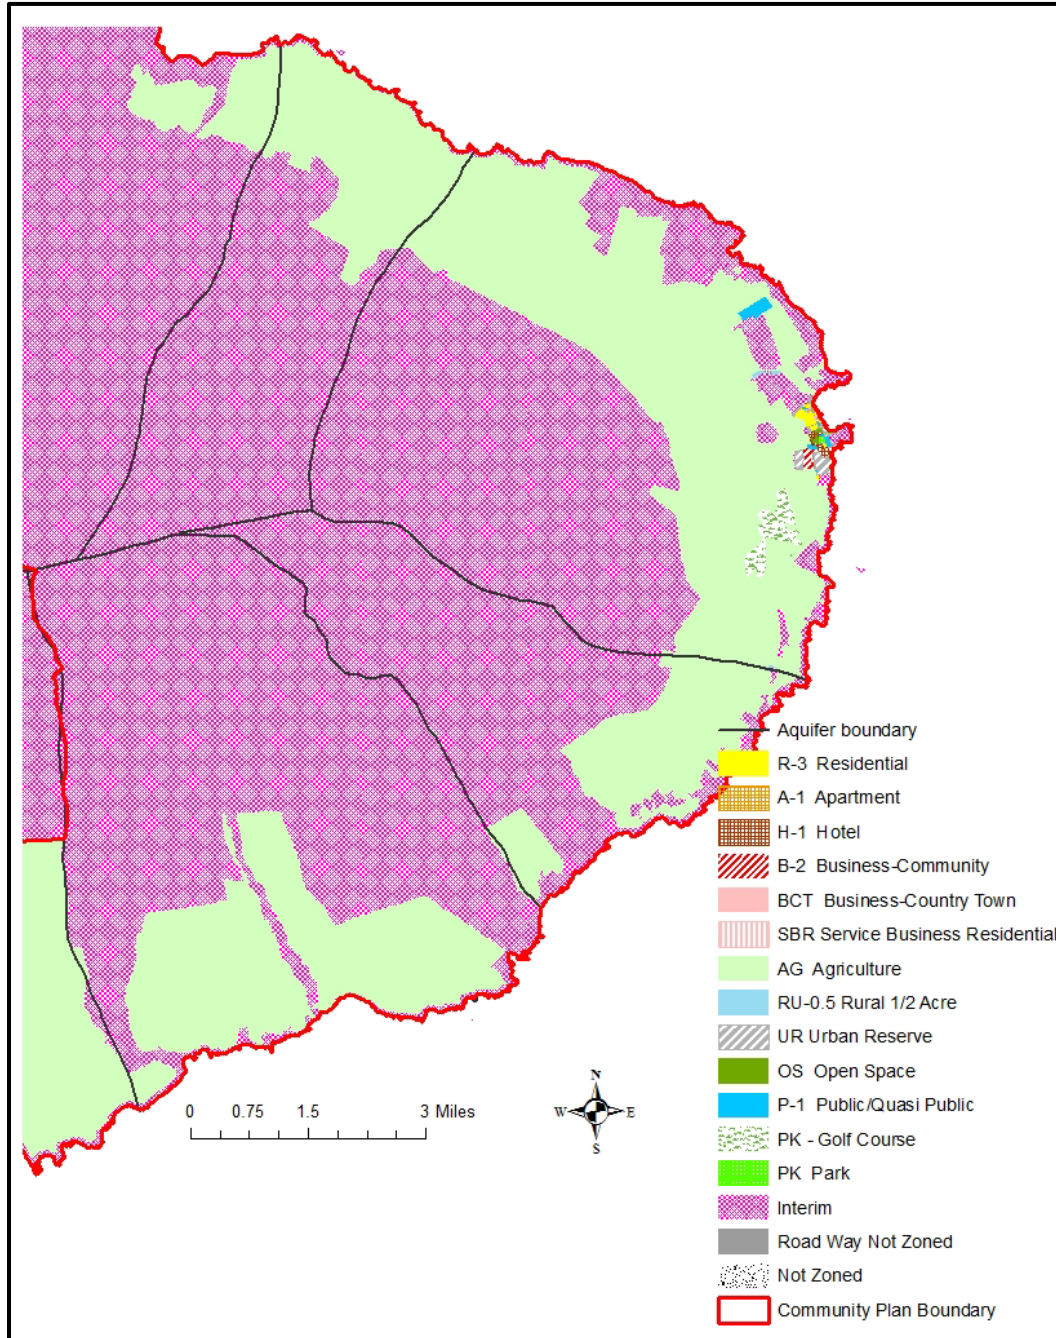 Aquifer boundary
R-3 Residential
A-1 Apartment
H-1 Hotel
B-2 Business-Community
BCT Business-Country Town
SBR Service Business Residential
AG Agriculture
RU-0.5 Rural 1/2 Acre
UR Urban Reserve
OS Open Space
P-1 Public/Quasi Public
PK - Golf Course
PK Park
Interim
Road Way Not Zoned
Not Zoned
Community Plan Boundary
0 0.75 1.5 3 Miles
N
W E
S